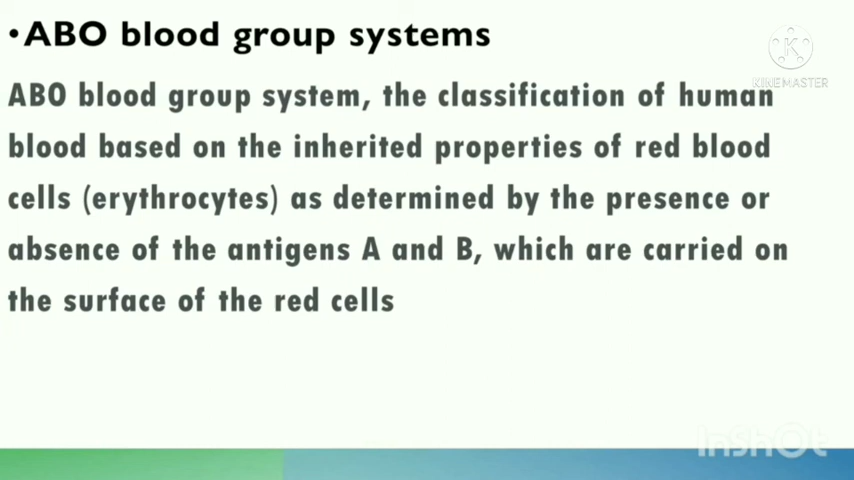 •ABO blood group systems
KINEMASTER
ABO blood group system, the classification of human
blood based on the inherited properties of red blood
cells (erythrocytes) as determined by the presence or
absence of the antigens A and B, which are carried on
the surface of the red cells
InShOt